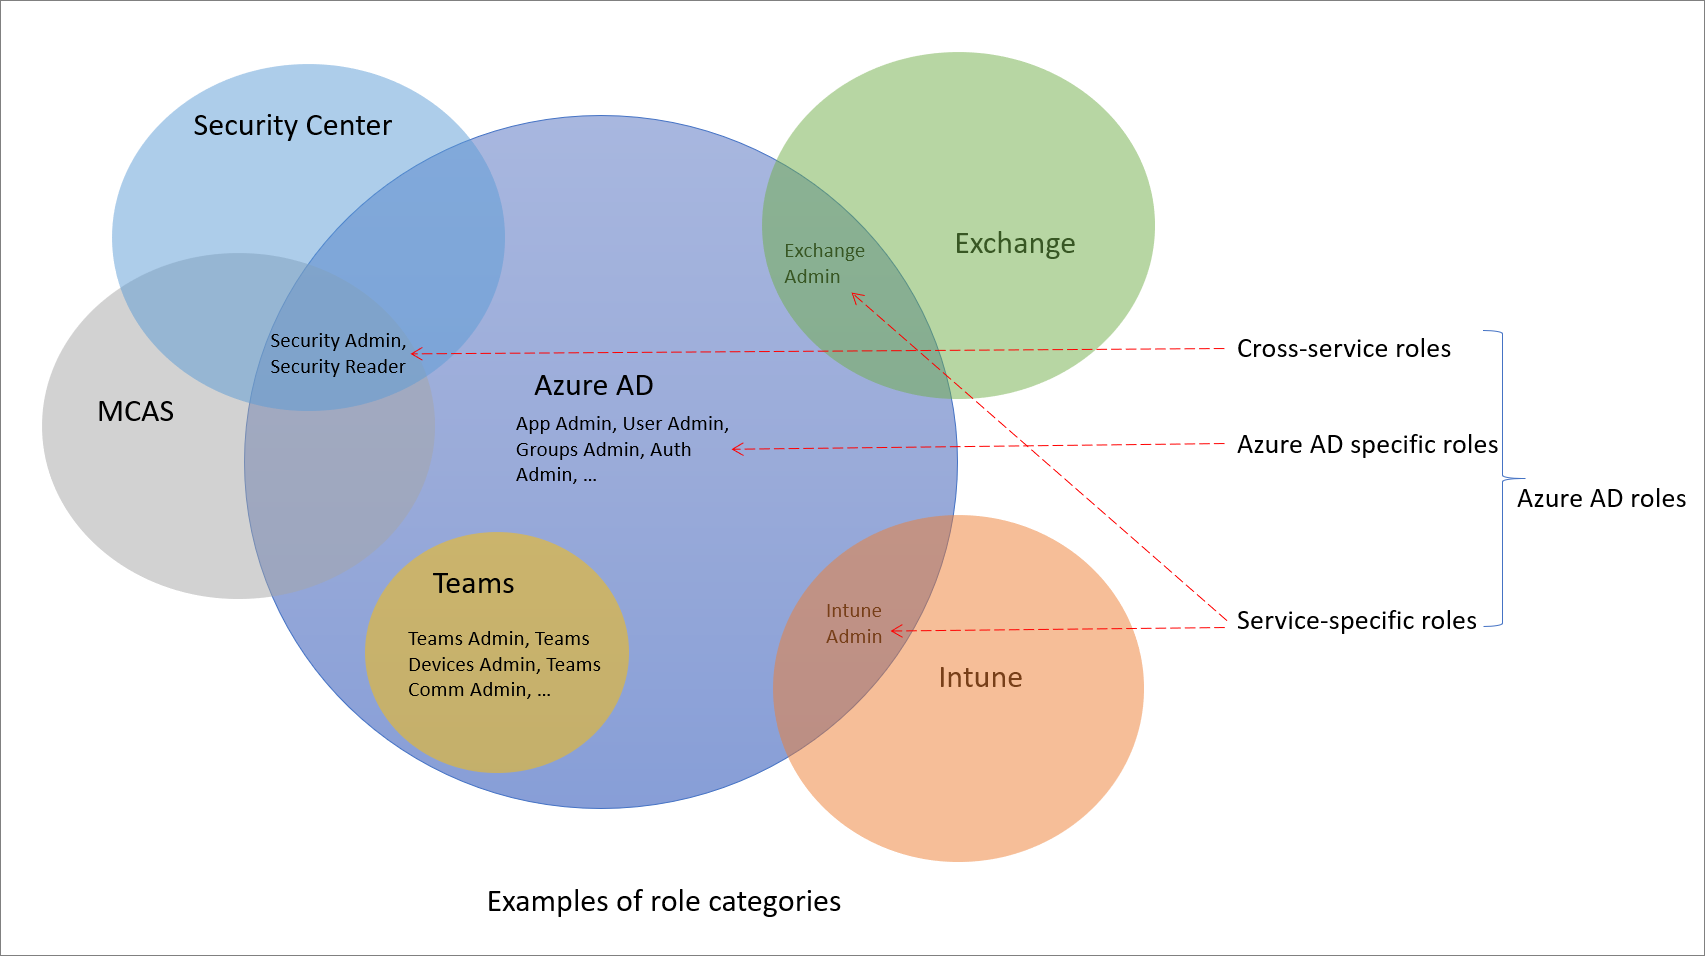 Security Center
Exchange
Exchange
Admin
Security Admin,
Security Reader
Cross-service roles
MCAS
Azure AD
App Admin, User Admin,
Groups Admin, Auth
Admin, ...
Azure AD specific roles
Azure AD roles
Teams
Teams Admin, Teams
Devices Admin, Teams
Comm Admin, ...
Intune
Admin
Service-specific roles
Intune
Examples of role categories